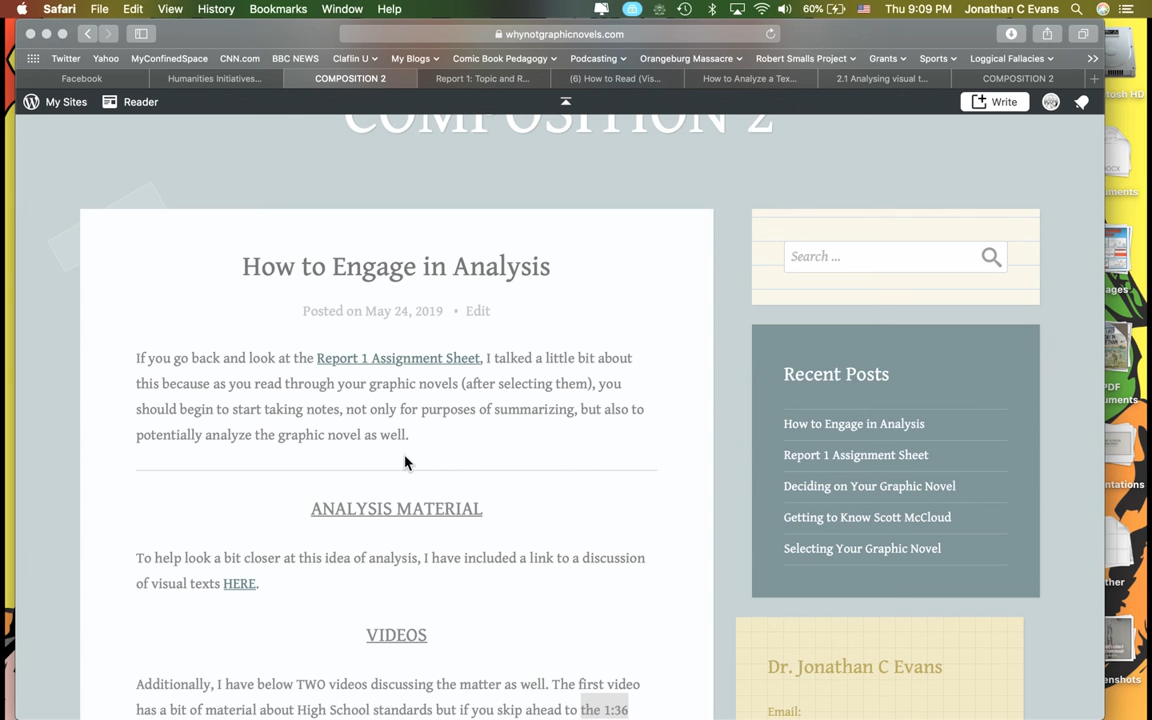 Safari File Edit View History Bookmarks Window Help 60% Thu 9:09 PM Jonathan C Evans
whynotgraphicnovels.com
Twitter Yahoo MyConfinedSpace CNN.com BBC NEWS Claflin U My Blogs Comic Book Pedagogy Podcasting Orangeburg Massacre Robert Smalls Project Grants Sports Loggical Fallacies
Facebook Humanities Initiatives... COMPOSITION 2 Report 1: Topic and R... (6) How to Read (Vis... How to Analyze a Tex... 2.1 Analysing visual t... COMPOSITION 2
My Sites Reader Write
COMPOSITION 2
How to Engage in Analysis
Posted on May 24, 2019 • Edit
If you go back and look at the Report 1 Assignment Sheet, I talked a little bit about
this because as you read through your graphic novels (after selecting them), you
should begin to start taking notes, not only for purposes of summarizing, but also to
potentially analyze the graphic novel as well.
ANALYSIS MATERIAL
To help look a bit closer at this idea of analysis, I have included a link to a discussion
of visual texts HERE.
VIDEOS
Additionally, I have below TWO videos discussing the matter as well. The first video
has a bit of material about High School standards but if you skip ahead to the 1:36
Search ...
Recent Posts
How to Engage in Analysis
Report 1 Assignment Sheet
Deciding on Your Graphic Novel
Getting to Know Scott McCloud
Selecting Your Graphic Novel
Dr. Jonathan C Evans
Email: